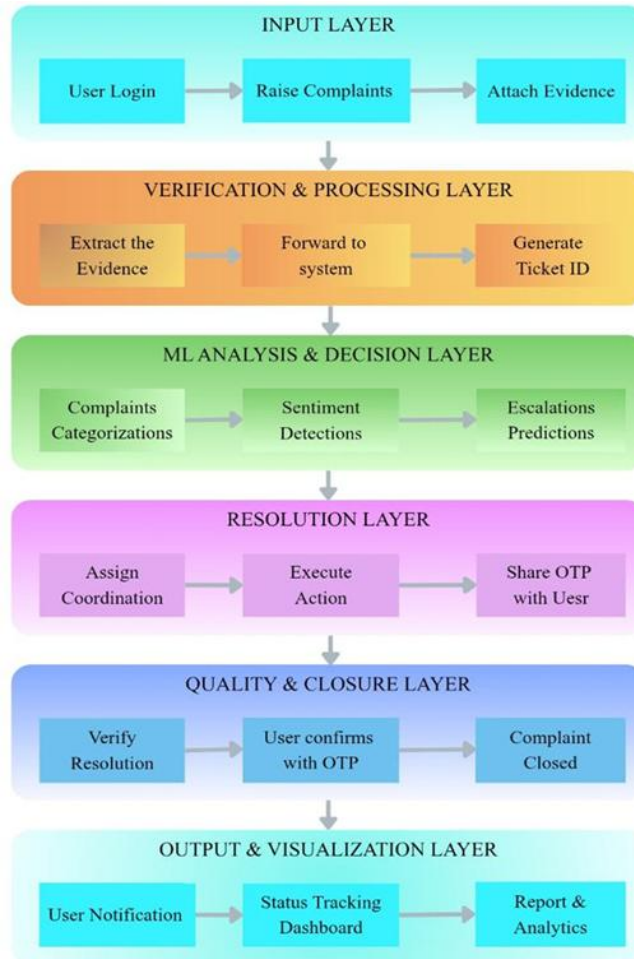 INPUT LAYER
User Login
Raise Complaints
Attach Evidence
VERIFICATION & PROCESSING LAYER
Extract the
Evidence
Forward to
system
Generate
Ticket ID
ML ANALYSIS & DECISION LAYER
Complaints
Categorizations
Sentiment
Detections
Escalations
Predictions
RESOLUTION LAYER
Assign
Coordination
Execute
Action
Share OTP
with Uesr
QUALITY & CLOSURE LAYER
Verify
Resolution
User confirms
with OTP
Complaint
Closed
OUTPUT & VISUALIZATION LAYER
User Notification
Status Tracking
Dashboard
Report &
Analytics